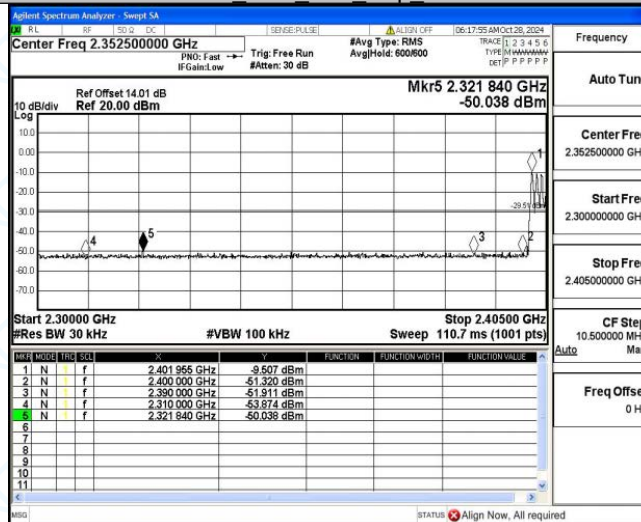 Agilent Spectrum Analyzer - Swept SA
RL RF 50 Ω DC SENSE:PULSE ALIGN OFF 06:17:55 AM Oct 28, 2024
Center Freq 2.352500000 GHz
PNO: Fast
IFGain:Low
Trig: Free Run
#Atten: 30 dB
#Avg Type: RMS
Avg|Hold: 600/600
TRACE 1 2 3 4 5 6
TYPE
DET P P P P P P
Ref Offset 14.01 dB
Ref 20.00 dBm
10 dB/div
Log
Mkr5 2.321 840 GHz
-50.038 dBm
10.0
0.00
-10.0
-20.0
-30.0
-40.0
-50.0
-60.0
-70.0
1
2
3
4
5
Start 2.30000 GHz
Stop 2.40500 GHz
#Res BW 30 kHz
#VBW 100 kHz
Sweep 110.7 ms (1001 pts)
MKR MODE TRC SCL X Y FUNCTION FUNCTION WIDTH FUNCTION VALUE
1 N 1 f 2.401 955 GHz -9.507 dBm
2 N 1 f 2.400 000 GHz -51.320 dBm
3 N 1 f 2.390 000 GHz -51.911 dBm
4 N 1 f 2.310 000 GHz -53.874 dBm
5 N 1 f 2.321 840 GHz -50.038 dBm
6
7
8
9
10
11
MSG
STATUS Align Now, All required
Frequency
Auto Tun
Center Fre
2.352500000 GH
Start Fre
2.300000000 GH
Stop Fre
2.405000000 GH
CF Step
10.500000 MH
Auto Ma
Freq Offse
0 H